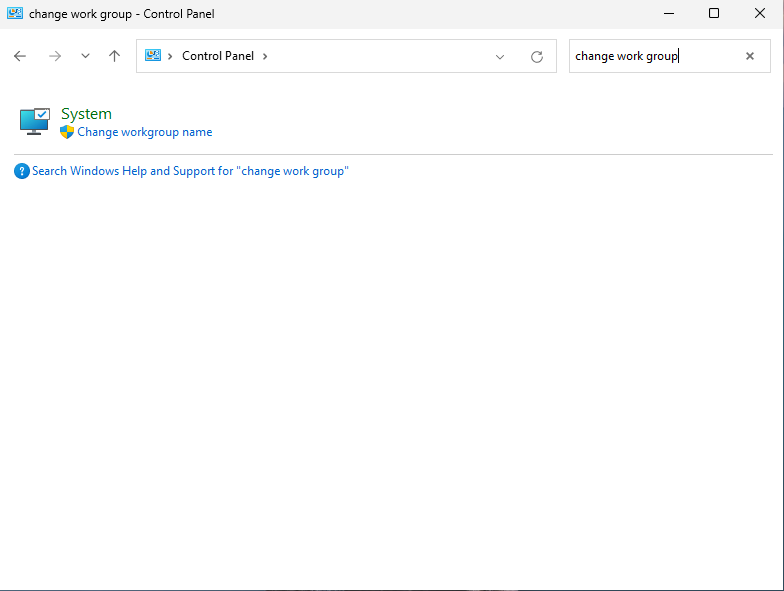 change work group - Control Panel
Control Panel
change work group
System
Change workgroup name
Search Windows Help and Support for "change work group"